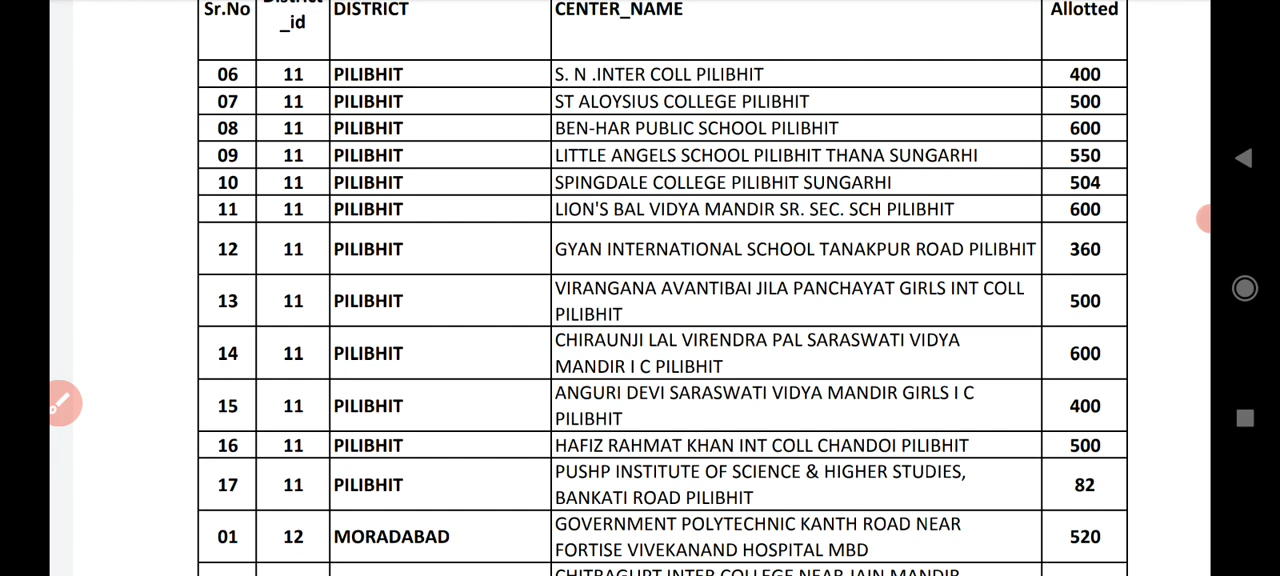 Sr.No District DISTRICT CENTER_NAME Allotted
_id
06 11 PILIBHIT S. N .INTER COLL PILIBHIT 400
07 11 PILIBHIT ST ALOYSIUS COLLEGE PILIBHIT 500
08 11 PILIBHIT BEN-HAR PUBLIC SCHOOL PILIBHIT 600
09 11 PILIBHIT LITTLE ANGELS SCHOOL PILIBHIT THANA SUNGARHI 550
10 11 PILIBHIT SPINGDALE COLLEGE PILIBHIT SUNGARHI 504
11 11 PILIBHIT LION'S BAL VIDYA MANDIR SR. SEC. SCH PILIBHIT 600
12 11 PILIBHIT GYAN INTERNATIONAL SCHOOL TANAKPUR ROAD PILIBHIT 360
13 11 PILIBHIT VIRANGANA AVANTIBAI JILA PANCHAYAT GIRLS INT COLL 500
PILIBHIT
14 11 PILIBHIT CHIRAUNJI LAL VIRENDRA PAL SARASWATI VIDYA 600
MANDIR I C PILIBHIT
15 11 PILIBHIT ANGURI DEVI SARASWATI VIDYA MANDIR GIRLS I C 400
PILIBHIT
16 11 PILIBHIT HAFIZ RAHMAT KHAN INT COLL CHANDOI PILIBHIT 500
17 11 PILIBHIT PUSHP INSTITUTE OF SCIENCE & HIGHER STUDIES, 82
BANKATI ROAD PILIBHIT
01 12 MORADABAD GOVERNMENT POLYTECHNIC KANTH ROAD NEAR 520
FORTISE VIVEKANAND HOSPITAL MBD
CHITRAGUPT INTER COLLEGE NEAR JAIN MANDIR